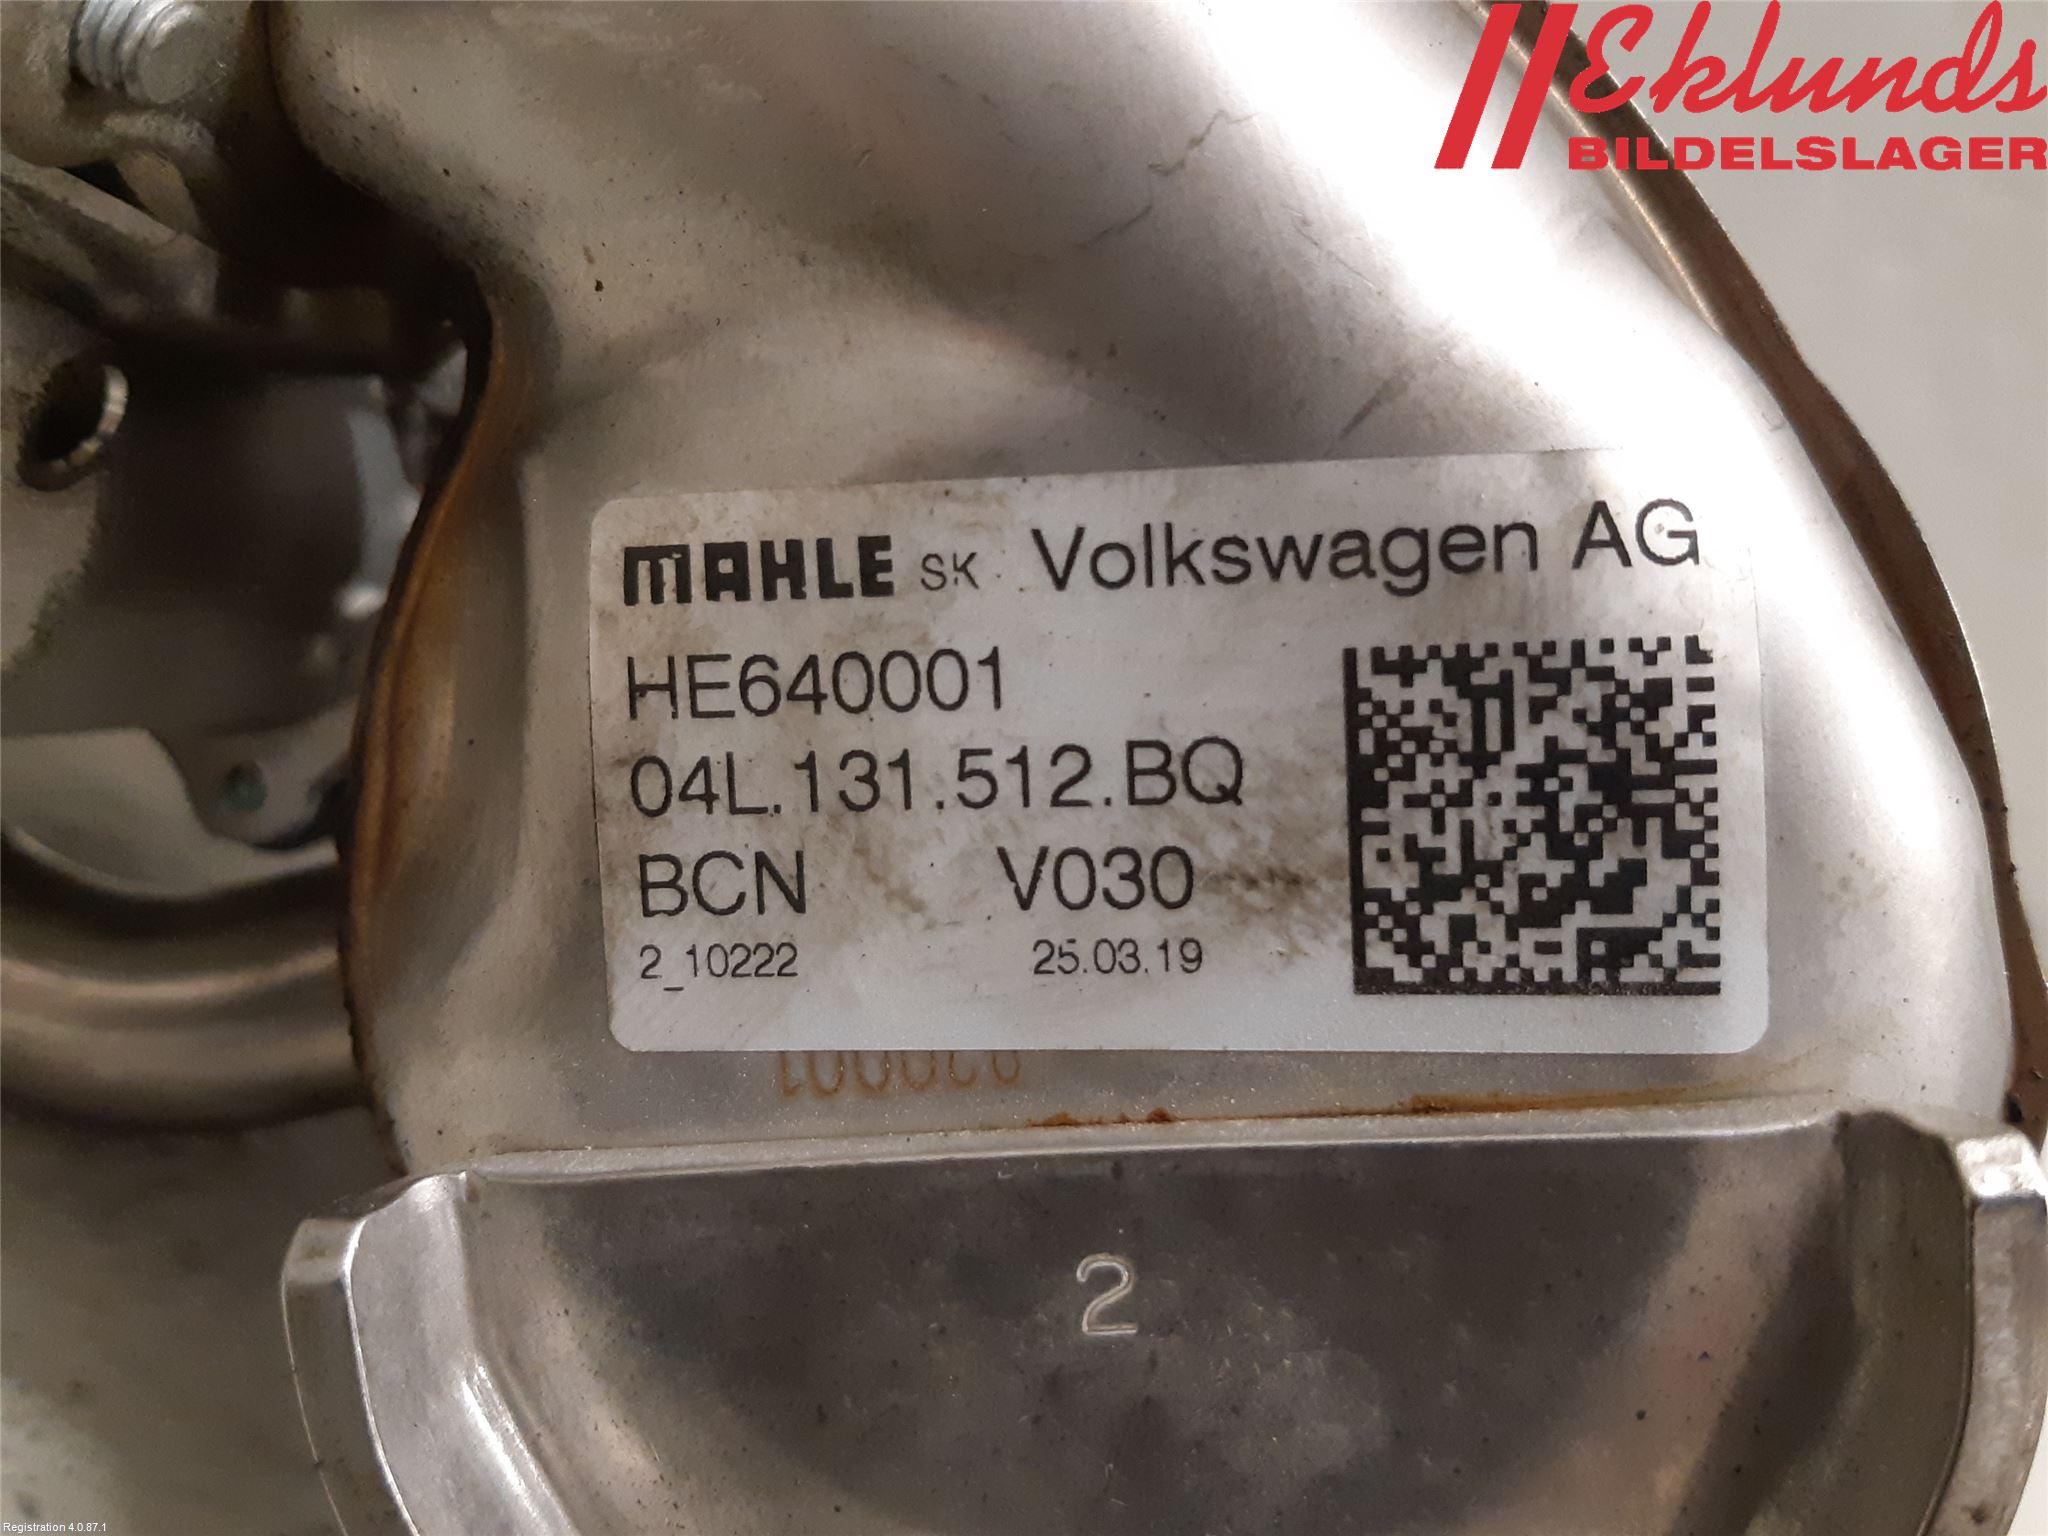 Eklunds
BILDELSLAGER
MAHLE SK Volkswagen AG
HE640001
04L.131.512.BQ
BCN V030
2_10222 25.03.19
2
Registration 4.0.87.1